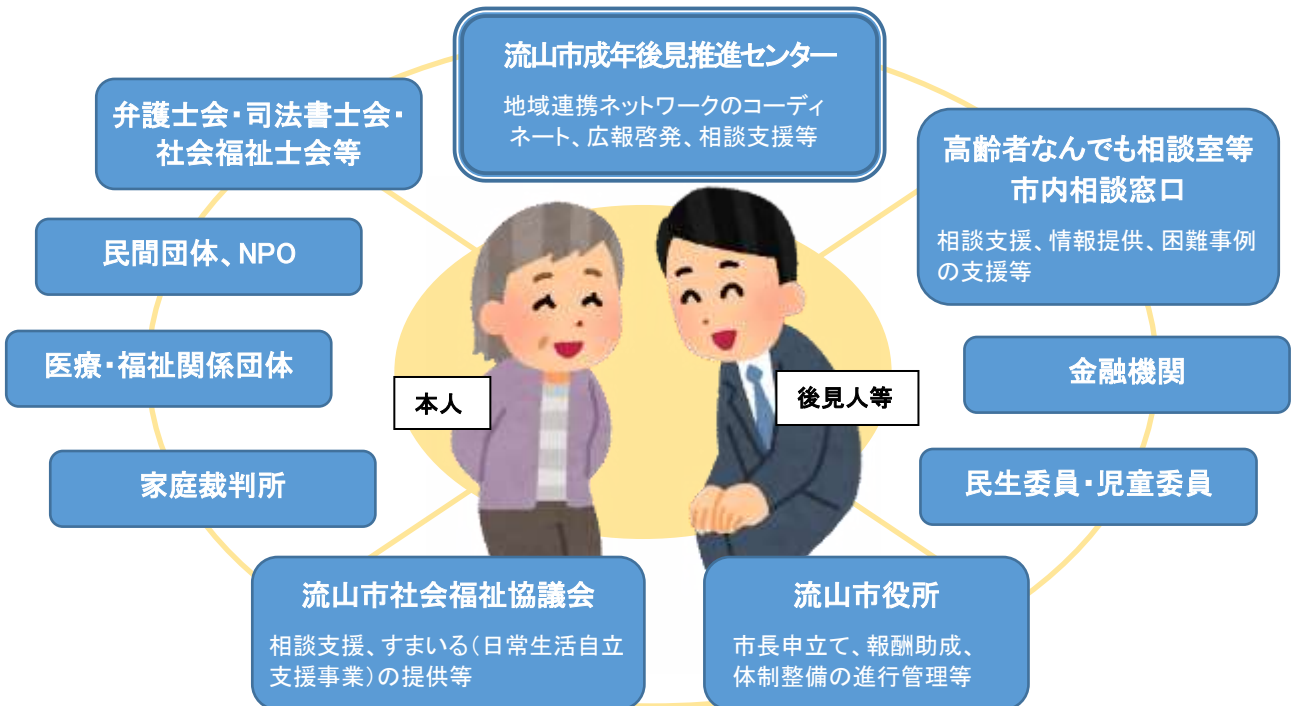 流山市成年後見推進センター
地域連携ネットワークのコーディ
ネート、広報啓発、相談支援等
弁護士会・司法書士会・
社会福祉士会等
高齢者なんでも相談室等
市内相談窓口
相談支援、情報提供、困難事例
の支援等
民間団体、NPO
医療・福祉関係団体
金融機関
本人
後見人等
家庭裁判所
民生委員・児童委員
流山市社会福祉協議会
相談支援、すまいる（日常生活自立
支援事業）の提供等
流山市役所
市長申立て、報酬助成、
体制整備の進行管理等